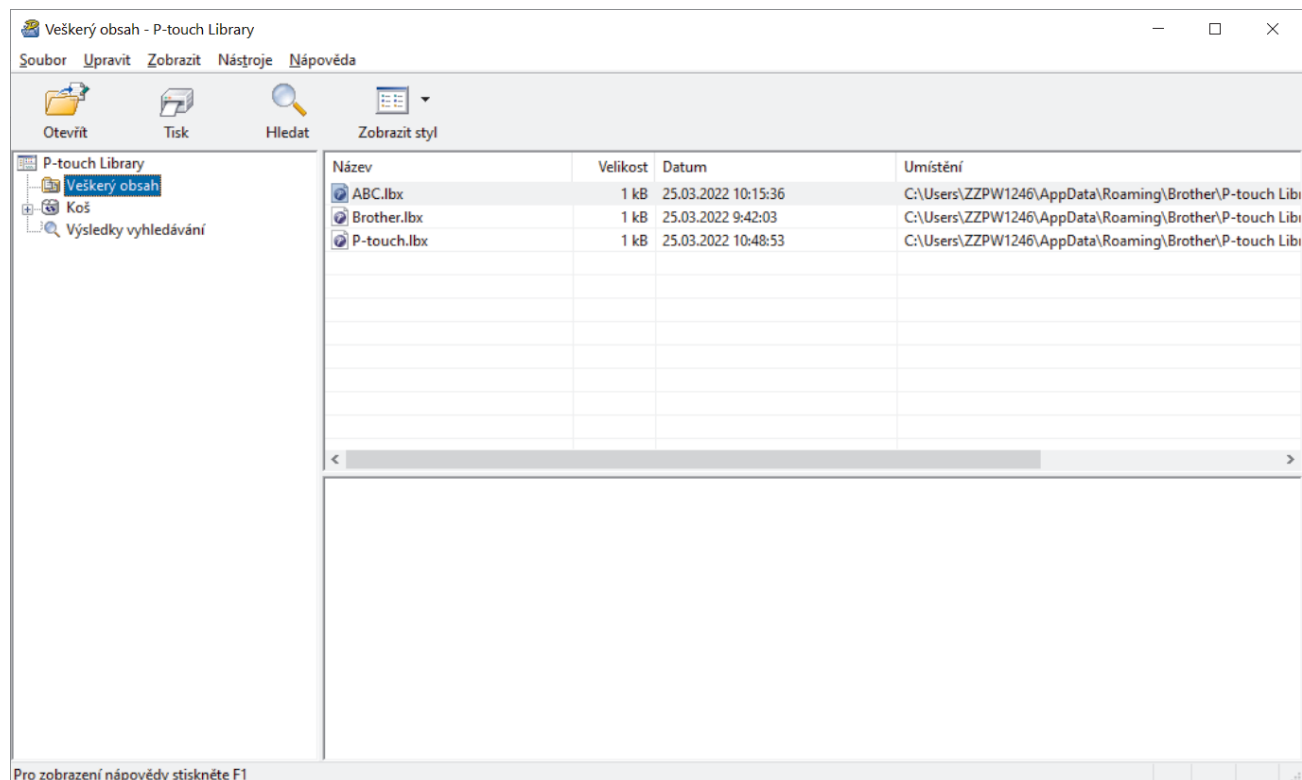 Veškerý obsah - P-touch Library
Soubor Upravit Zobrazit Nástroje Nápověda
Otevřít Tisk Hledat Zobrazit styl
P-touch Library
Veškerý obsah
Koš
Výsledky vyhledávání
Název Velikost Datum Umístění
ABC.lbx 1 kB 25.03.2022 10:15:36 C:\Users\ZZPW1246\AppData\Roaming\Brother\P-touch Libr
Brother.lbx 1 kB 25.03.2022 9:42:03 C:\Users\ZZPW1246\AppData\Roaming\Brother\P-touch Libr
P-touch.lbx 1 kB 25.03.2022 10:48:53 C:\Users\ZZPW1246\AppData\Roaming\Brother\P-touch Libr
Pro zobrazení nápovědy stiskněte F1